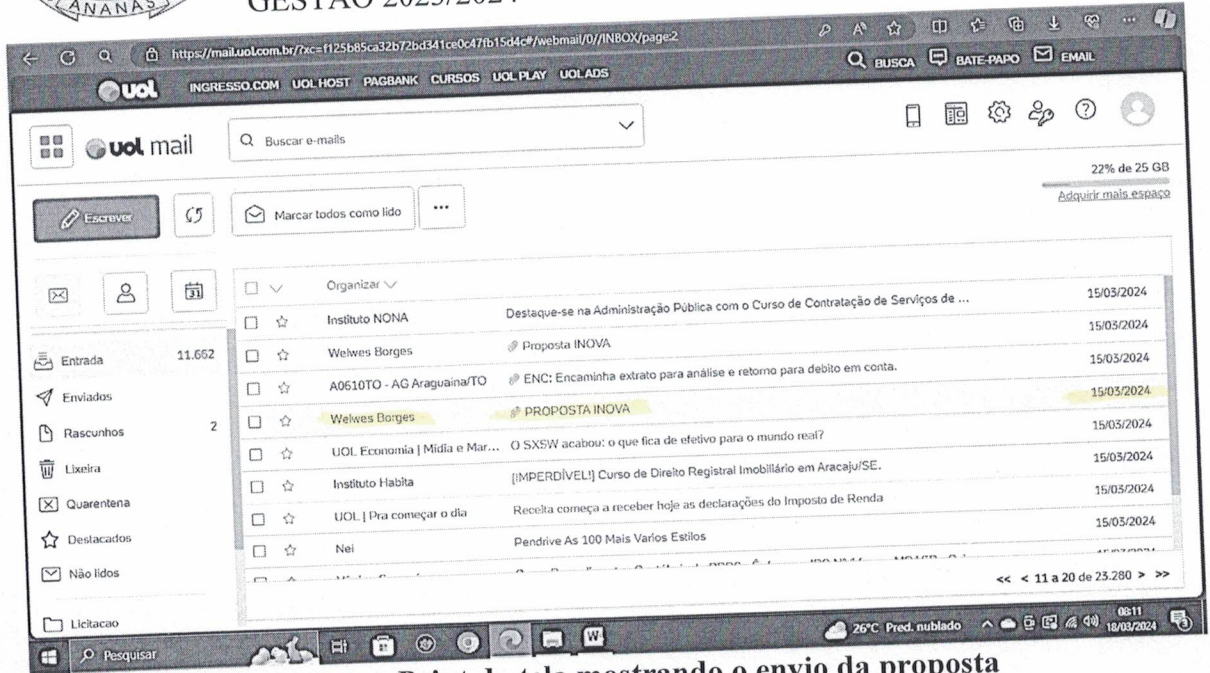 ANANÁS
GESTÃO 2023/2024
https://mail.uol.com.br/?xc=f125b85ca32b72bd341ce0c47fb15d4c#/webmail/0//INBOX/page:2
uol INGRESSO.COM UOL HOST PAGBANK CURSOS UOL PLAY UOL ADS BUSCA BATE-PAPO EMAIL
uol mail Buscar e-mails
22% de 25 GB
Adquirir mais espaço
Escrever Marcar todos como lido ...
31 Organizar
Instituto NONA Destaque-se na Administração Pública com o Curso de Contratação de Serviços de ... 15/03/2024
Entrada 11.662 Welwes Borges Proposta INOVA 15/03/2024
A0610TO - AG Araguaina/TO ENC: Encaminha extrato para análise e retorno para debito em conta. 15/03/2024
Enviados
Welwes Borges PROPOSTA INOVA 15/03/2024
Rascunhos 2
UOL Economia | Mídia e Mar... O SXSW acabou: o que fica de efetivo para o mundo real? 15/03/2024
Lixeira
Instituto Habita [IMPERDÍVEL!] Curso de Direito Registral Imobiliário em Aracaju/SE. 15/03/2024
Quarentena
UOL | Pra começar o dia Receita começa a receber hoje as declarações do Imposto de Renda 15/03/2024
Destacados
Nei Pendrive As 100 Mais Varios Estilos 15/03/2024
Não lidos
<< < 11 a 20 de 23.280 > >>
Licitacao
Pesquisar W 26°C Pred. nublado 08:11
18/03/2024
tela mostrando o envio da proposta